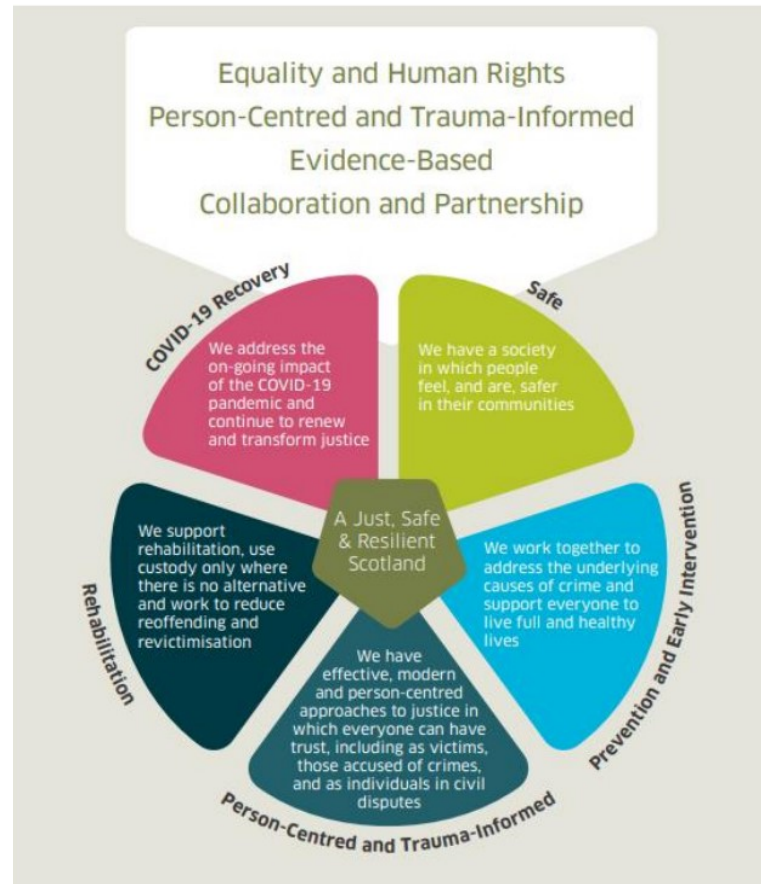 Equality and Human Rights
Person-Centred and Trauma-Informed
Evidence-Based
Collaboration and Partnership
COVID-19 Recovery
We address the
on-going impact
of the COVID-19
pandemic and
continue to renew
and transform justice
Safe
We have a society
in which people
feel, and are, safer
in their communities
A Just, Safe
& Resilient
Scotland
We support
rehabilitation, use
custody only where
there is no alternative
and work to reduce
reoffending and
revictimisation
Rehabilitation
We work together to
address the underlying
causes of crime and
support everyone to
live full and healthy
lives
Prevention and Early Intervention
We have
effective, modern
and person-centred
approaches to justice in
which everyone can have
trust, including as victims,
those accused of crimes,
and as individuals in civil
disputes
Person-Centred and Trauma-Informed